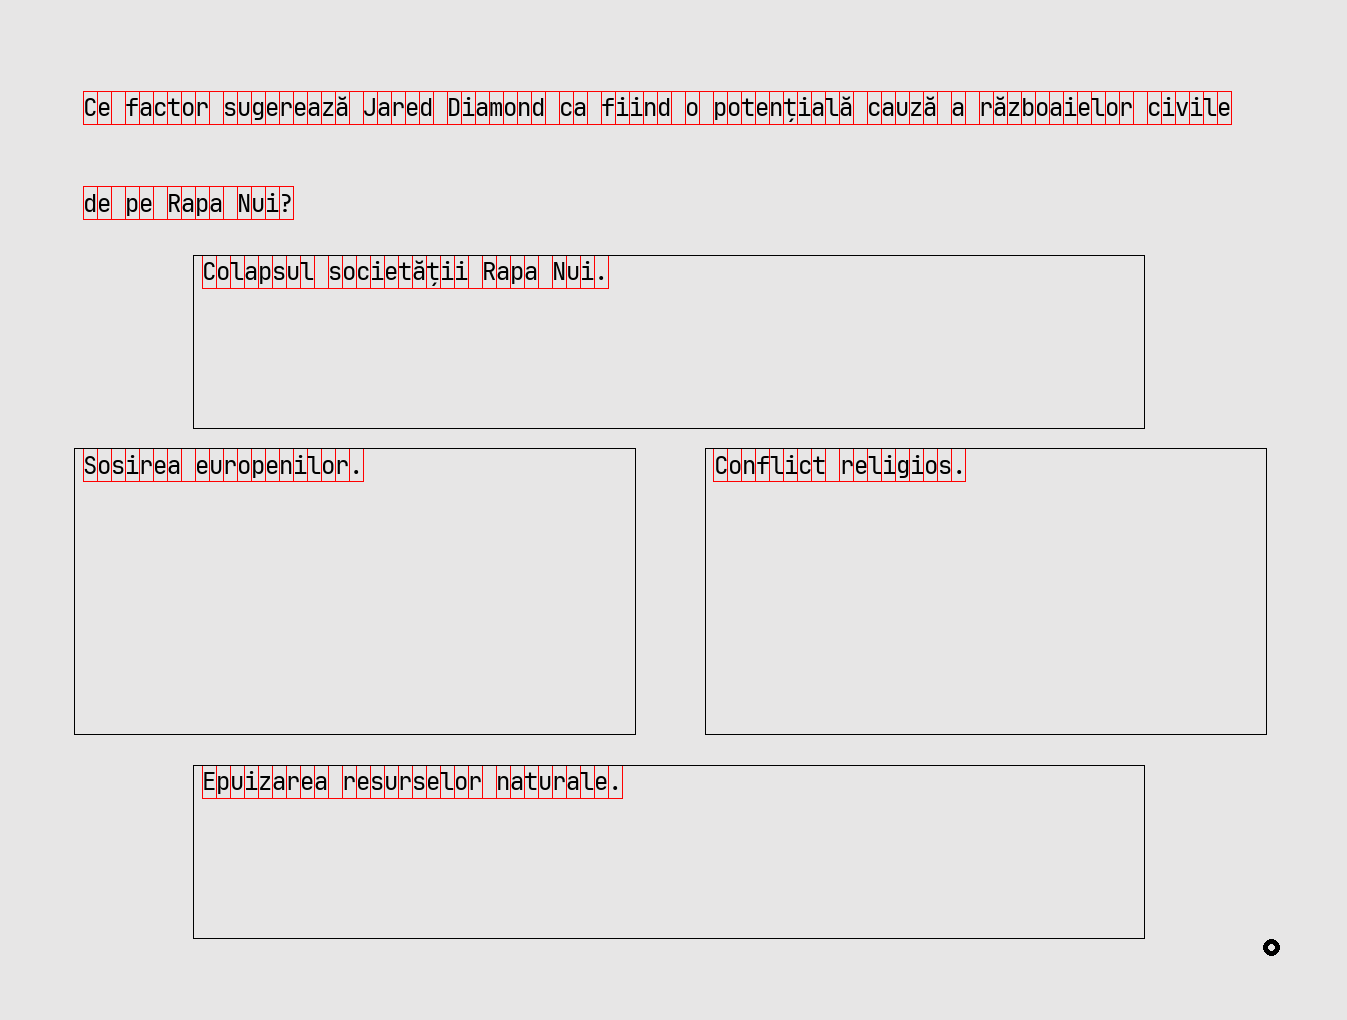 Ce factor sugerează Jared Diamond ca fiind o potențială cauză a războaielor civile
de pe Rapa Nui?
Colapsul societății Rapa Nui.
Sosirea europenilor.
Conflict religios.
Epuizarea resurselor naturale.